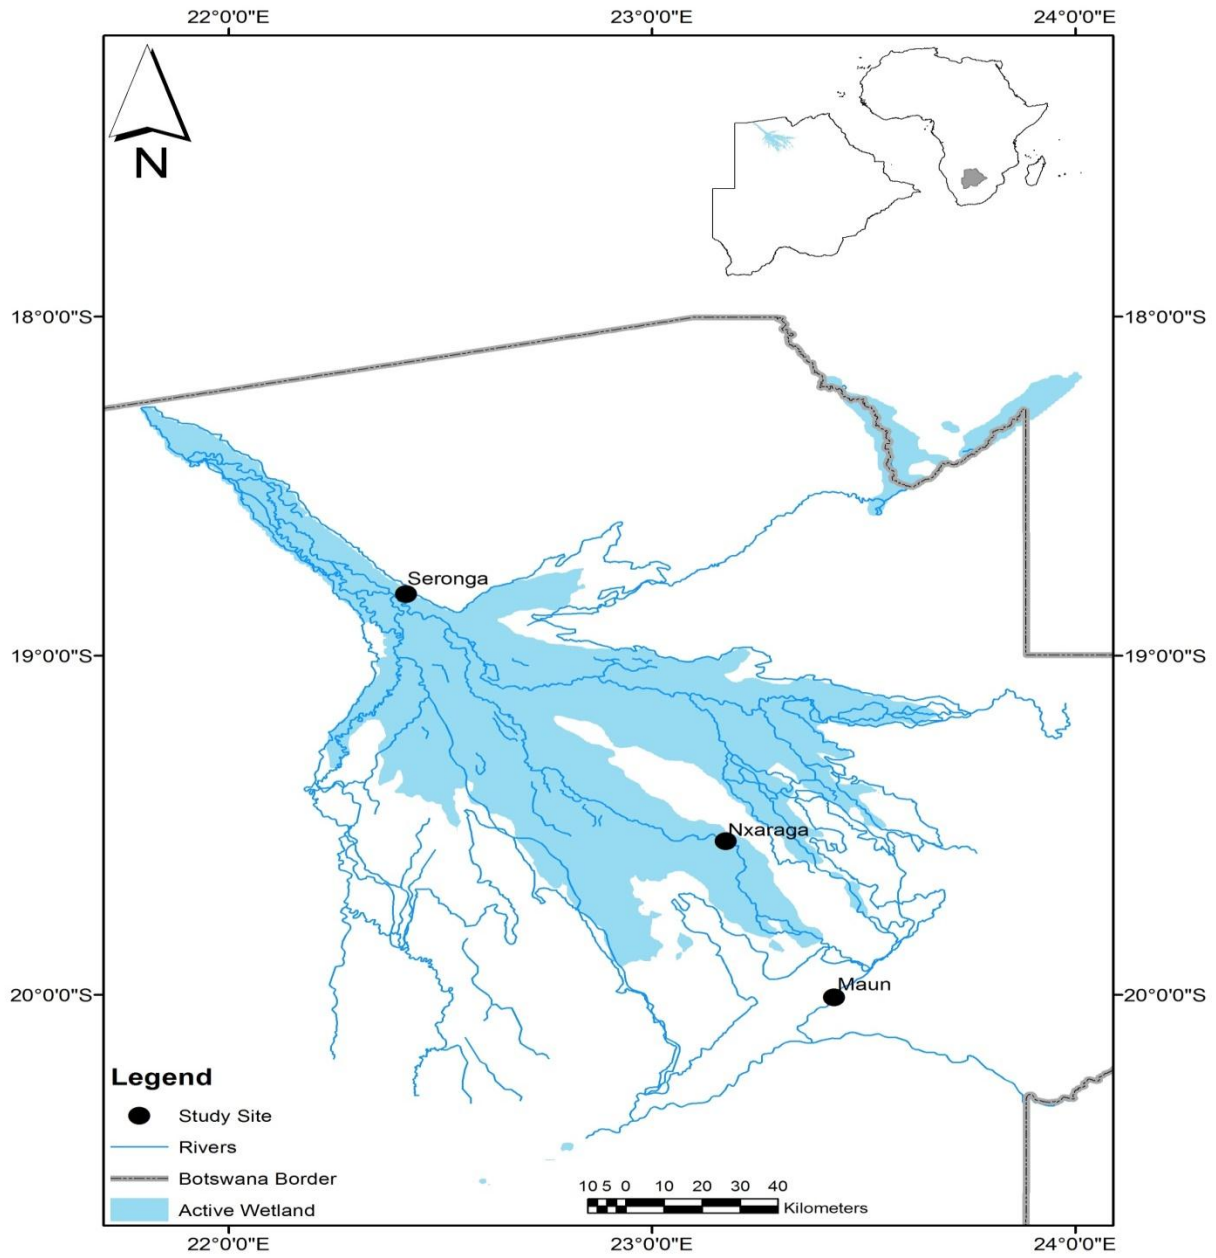 22°0'0"E 23°0'0"E 24°0'0"E
N
18°0'0"S 18°0'0"S
Seronga
19°0'0"S 19°0'0"S
Nxaraga
Maun
20°0'0"S 20°0'0"S
Legend
Study Site
Rivers
Botswana Border
Active Wetland
10 5 0 10 20 30 40
Kilometers
22°0'0"E 23°0'0"E 24°0'0"E